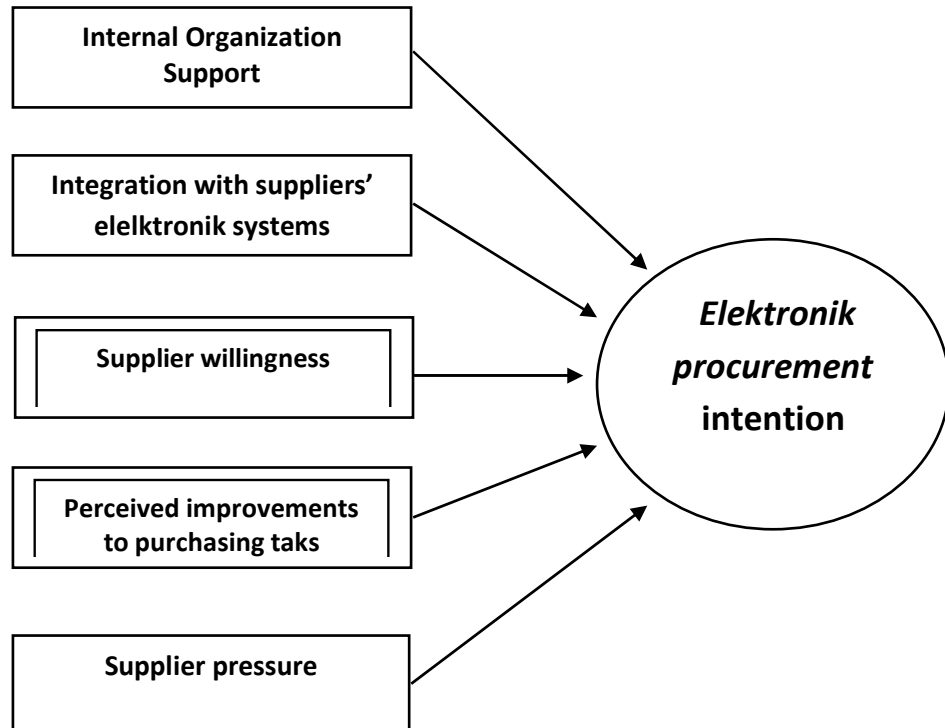 Internal Organization
Support
Integration with suppliers’
elelktronik systems
Supplier willingness
Perceived improvements
to purchasing taks
Supplier pressure
Elektronik
procurement
intention